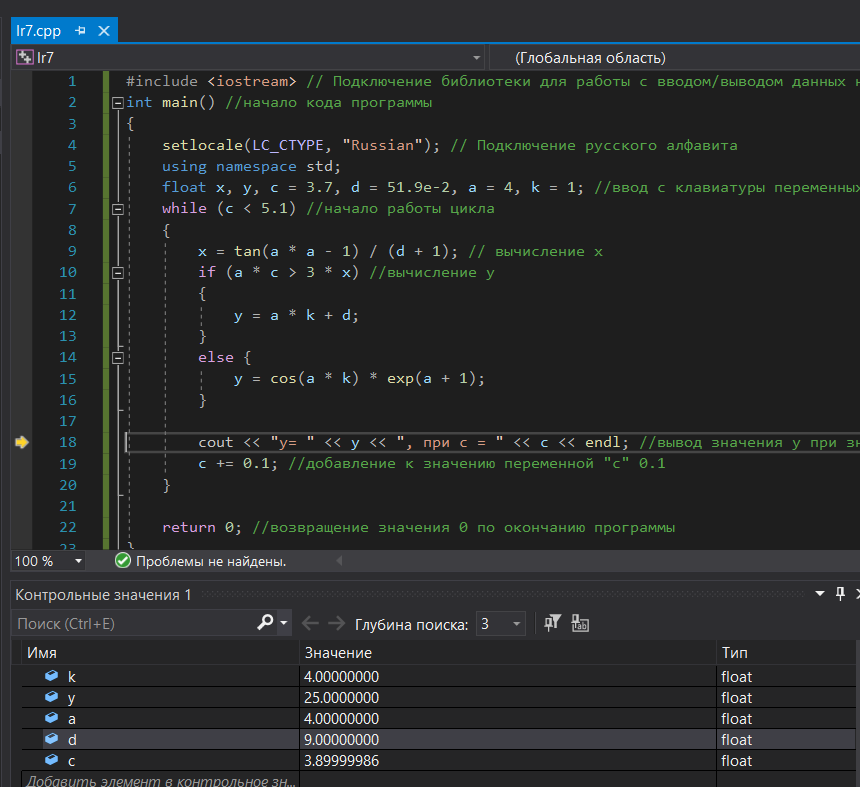 lr7.cpp
lr7 (Глобальная область)
1 #include <iostream> // Подключение библиотеки для работы с вводом/выводом данных
2 int main() //начало кода программы
3 {
4 setlocale(LC_CTYPE, "Russian"); // Подключение русского алфавита
5 using namespace std;
6 float x, y, c = 3.7, d = 51.9e-2, a = 4, k = 1; //ввод с клавиатуры переменных
7 while (c < 5.1) //начало работы цикла
8 {
9 x = tan(a * a - 1) / (d + 1); // вычисление x
10 if (a * c > 3 * x) //вычисление y
11 {
12 y = a * k + d;
13 }
14 else {
15 y = cos(a * k) * exp(a + 1);
16 }
17
18 cout << "y= " << y << ", при c = " << c << endl; //вывод значения y при
19 c += 0.1; //добавление к значению переменной "c" 0.1
20 }
21
22 return 0; //возвращение значения 0 по окончанию программы
23 }
100 % Проблемы не найдены.
Контрольные значения 1
Поиск (Ctrl+E) Глубина поиска: 3
Имя Значение Тип
k 4.00000000 float
y 25.0000000 float
a 4.00000000 float
d 9.00000000 float
c 3.89999986 float
Добавить элемент в контрольное зн...